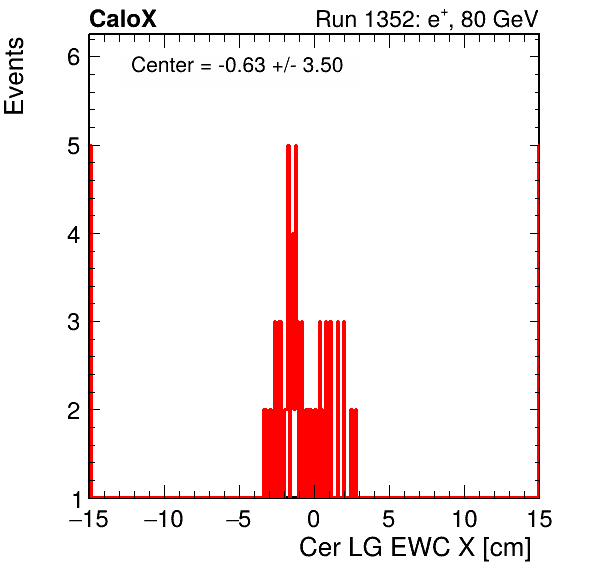 CaloX Run 1352: e+, 80 GeV
Center = -0.63 +/- 3.50
Events
6
5
4
3
2
1
−15 −10 −5 0 5 10 15
Cer LG EWC X [cm]